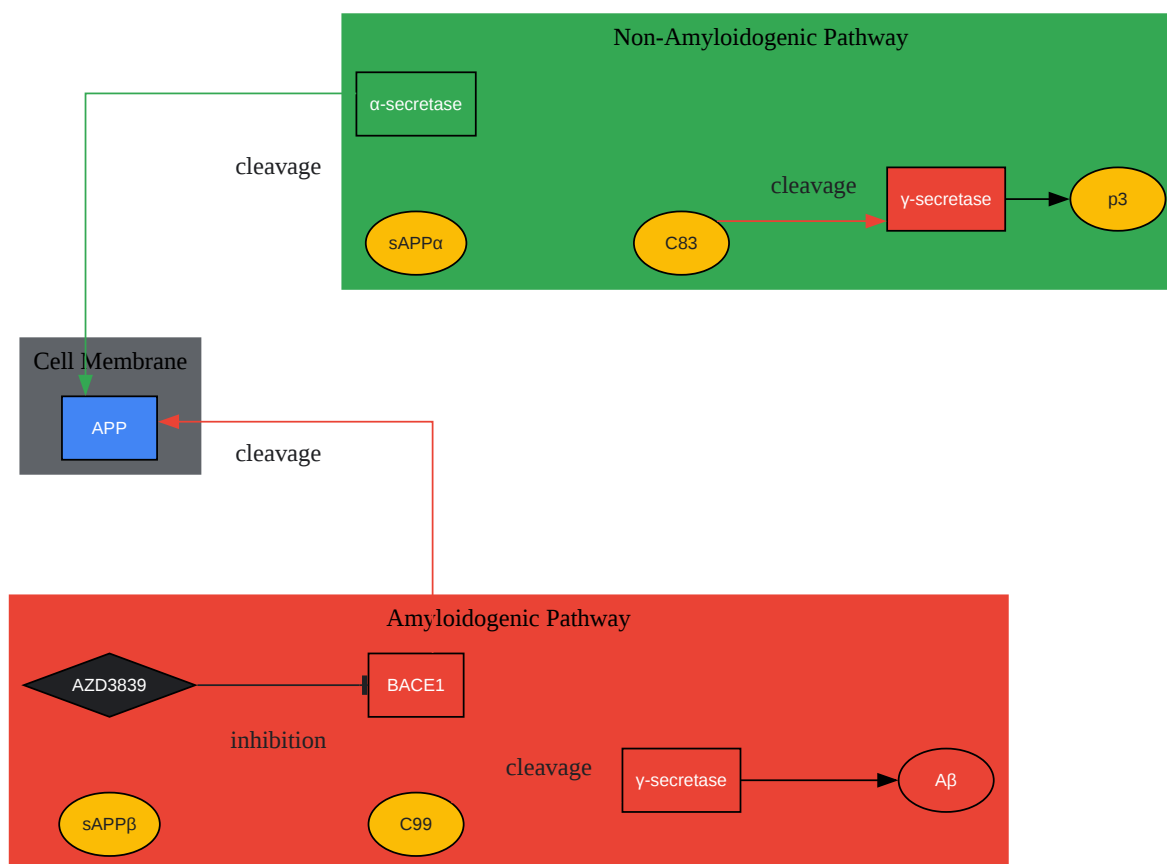 Non-Amyloidogenic Pathway
α-secretase
cleavage
cleavage
γ-secretase
p3
sAPPα
C83
Cell Membrane
APP
cleavage
Amyloidogenic Pathway
AZD3839
BACE1
inhibition
cleavage
γ-secretase
Aβ
sAPPβ
C99